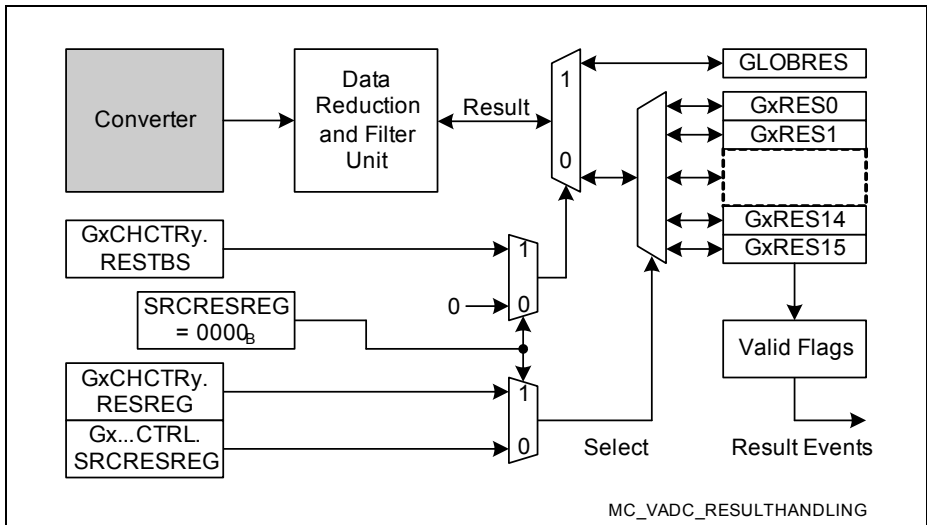 Converter
Data
Reduction
and Filter
Unit
Result
1
0
GLOBRES
GxRES0
GxRES1
GxRES14
GxRES15
GxCHCTRy.
RESTBS
1
0
0
SRCRESREG
= 0000B
GxCHCTRy.
RESREG
Gx...CTRL.
SRCRESREG
1
0
Select
Valid Flags
Result Events
MC_VADC_RESULTHANDLING